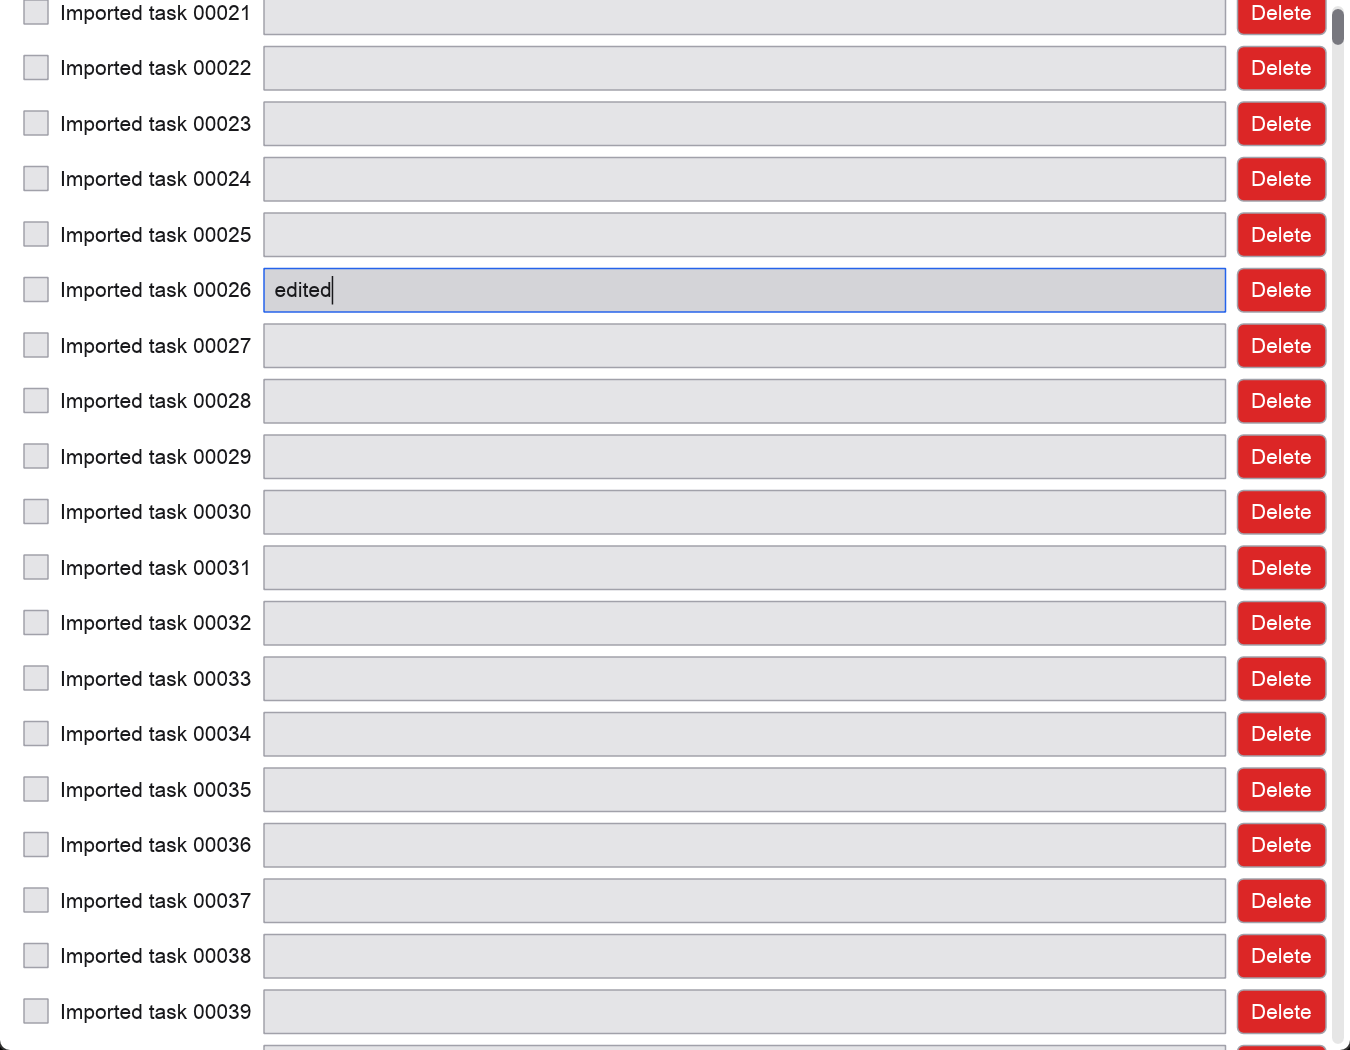 Imported task 00021 Delete
Imported task 00022 Delete
Imported task 00023 Delete
Imported task 00024 Delete
Imported task 00025 Delete
Imported task 00026 edited Delete
Imported task 00027 Delete
Imported task 00028 Delete
Imported task 00029 Delete
Imported task 00030 Delete
Imported task 00031 Delete
Imported task 00032 Delete
Imported task 00033 Delete
Imported task 00034 Delete
Imported task 00035 Delete
Imported task 00036 Delete
Imported task 00037 Delete
Imported task 00038 Delete
Imported task 00039 Delete